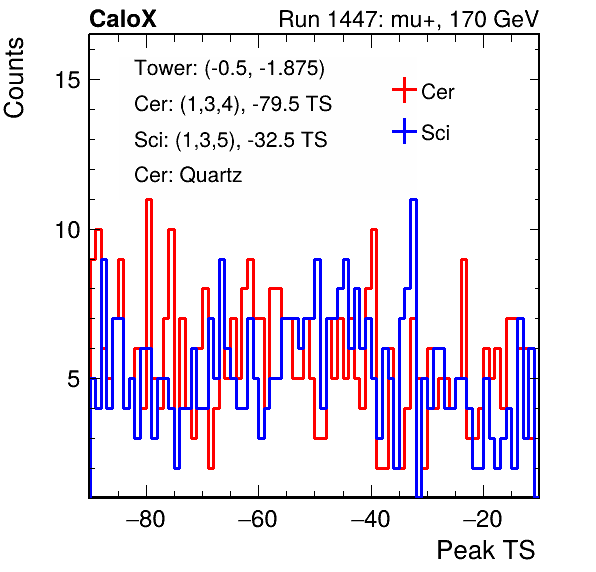 CaloX Run 1447: mu+, 170 GeV
Counts
Tower: (-0.5, -1.875)
Cer: (1,3,4), -79.5 TS
Sci: (1,3,5), -32.5 TS
Cer: Quartz
Cer
Sci
15
10
5
−80 −60 −40 −20
Peak TS